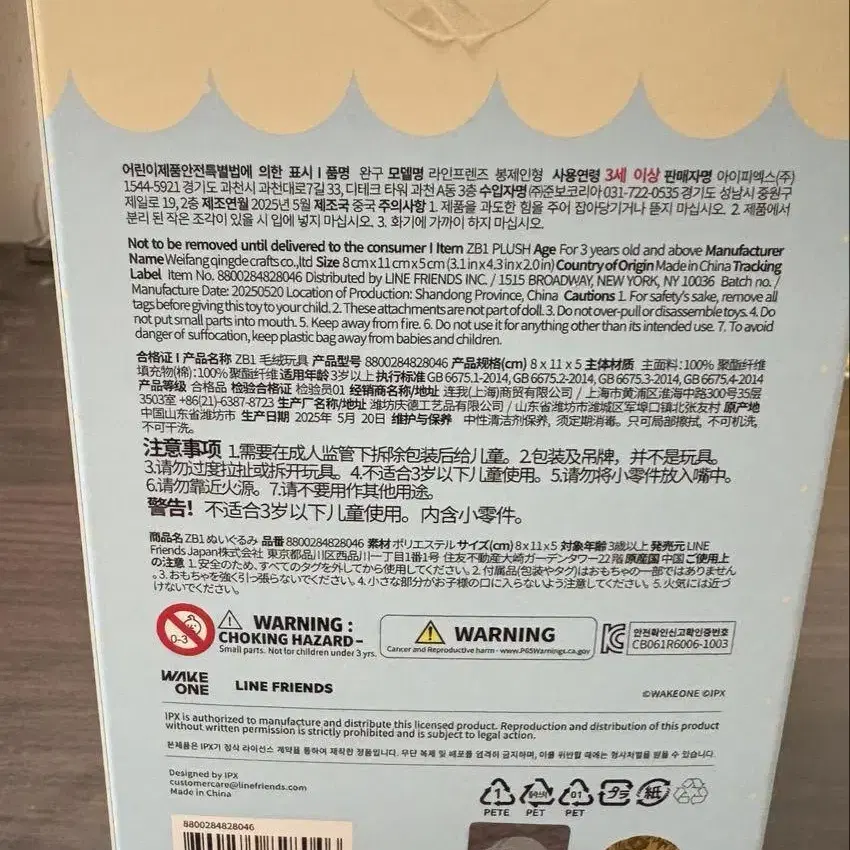 어린이제품안전특별법에 의한 표시 I 품명 완구 모델명 라인프렌즈 봉제인형 사용연령 3세 이상 판매자명 아이피엑스(주)
1544-5921 경기도 과천시 과천대로7길 33, 디테크 타워 과천 A동 3층 수입자명 ㈜준보코리아 031-722-0535 경기도 성남시 중원구
제일로 19, 2층 제조연월 2025년 5월 제조국 중국 주의사항 1. 제품을 과도한 힘을 주어 잡아당기거나 뜯지 마십시오. 2. 제품에서
분리 된 작은 조각이 있을 시 입에 넣지 마십시오. 3. 화기에 가까이 하지 마십시오.
Not to be removed until delivered to the consumer I Item ZB1 PLUSH Age For 3 years old and above Manufacturer
Name Weifang qingde crafts co.,ltd Size 8 cm x 11 cm x 5 cm (3.1 in x 4.3 in x 2.0 in) Country of Origin Made in China Tracking
Label Item No. 8800284828046 Distributed by LINE FRIENDS INC. / 1515 BROADWAY, NEW YORK, NY 10036 Batch no. /
Manufacture Date: 20250520 Location of Production: Shandong Province, China Cautions 1. For safety's sake, remove all
tags before giving this toy to your child. 2. These attachments are not part of doll. 3. Do not over-pull or disassemble toys. 4. Do
not put small parts into mouth. 5. Keep away from fire. 6. Do not use it for anything other than its intended use. 7. To avoid
danger of suffocation, keep plastic bag away from babies and children.
合格证 I 产品名称 ZB1 毛绒玩具 产品型号 8800284828046 产品规格(cm) 8 x 11 x 5 主体材质 主面料:100% 聚酯纤维
填充物(棉):100% 聚酯纤维 适用年龄 3岁以上 执行标准 GB 6675.1-2014, GB 6675.2-2014, GB 6675.3-2014, GB 6675.4-2014
产品等级 合格品 检验合格证 检验员01 经销商名称/地址 连我(上海)商贸有限公司 / 上海市黄浦区淮海中路300号35层
3503室 +86(21)-6387-8723 生产厂名称/地址 潍坊庆德工艺品有限公司 / 山东省潍坊市潍城区军埠口镇北张友村 原产地
中国山东省潍坊市 生产日期 2025年 5月 20日 维护与保养 中性清洁剂保养, 须定期消毒。只可局部擦拭, 不可机洗,
不可干洗。
注意事项 1.需要在成人监管下拆除包装后给儿童。2.包装及吊牌，并不是玩具。
3.请勿过度拉扯或拆开玩具。4.不适合3岁以下儿童使用。5.请勿将小零件放入嘴中。
6.请勿靠近火源。7.请不要用作其他用途。
警告! 不适合3岁以下儿童使用。内含小零件。
商品名 ZB1 ぬいぐるみ 品番 8800284828046 素材 ポリエステル サイズ(cm) 8 x 11 x 5 対象年齢 3歳以上 発売元 LINE
Friends Japan株式会社 東京都品川区西品川一丁目1番1号 住友不動産大崎ガーデンタワー22 階 原産国 中国 ご使用上
の注意 1. 安全のため、すべてのタグを外してから使用してください。2. 付属品(包装やタグ)はおもちゃの一部ではありません
。3. おもちゃを強く引っ張らないでください。4. 小さな部分がお子様の口に入らないよう注意してください。5. 火気には近づ
けないでください。
0-3
WARNING :
CHOKING HAZARD –
Small parts. Not for children under 3 yrs.
WARNING
Cancer and Reproductive harm - www.P65Warnings.ca.gov
안전확인신고확인증번호
CB061R6006-1003
WAKE
ONE
LINE FRIENDS
©WAKEONE ©IPX
IPX is authorized to manufacture and distribute this licensed product. Reproduction and distribution of this product
without written permission is strictly prohibited and is subject to legal action.
본제품은 IPX가 정식 라이선스 계약을 통하여 제작한 정품입니다. 무단 복제 및 배포를 엄격히 금지하며, 이를 위반할 때에는 형사처벌을 받을 수 있습니다.
Designed by IPX
customercare@linefriends.com
Made in China
1
PETE
PET
01
PET
プラ
紙
8800284828046